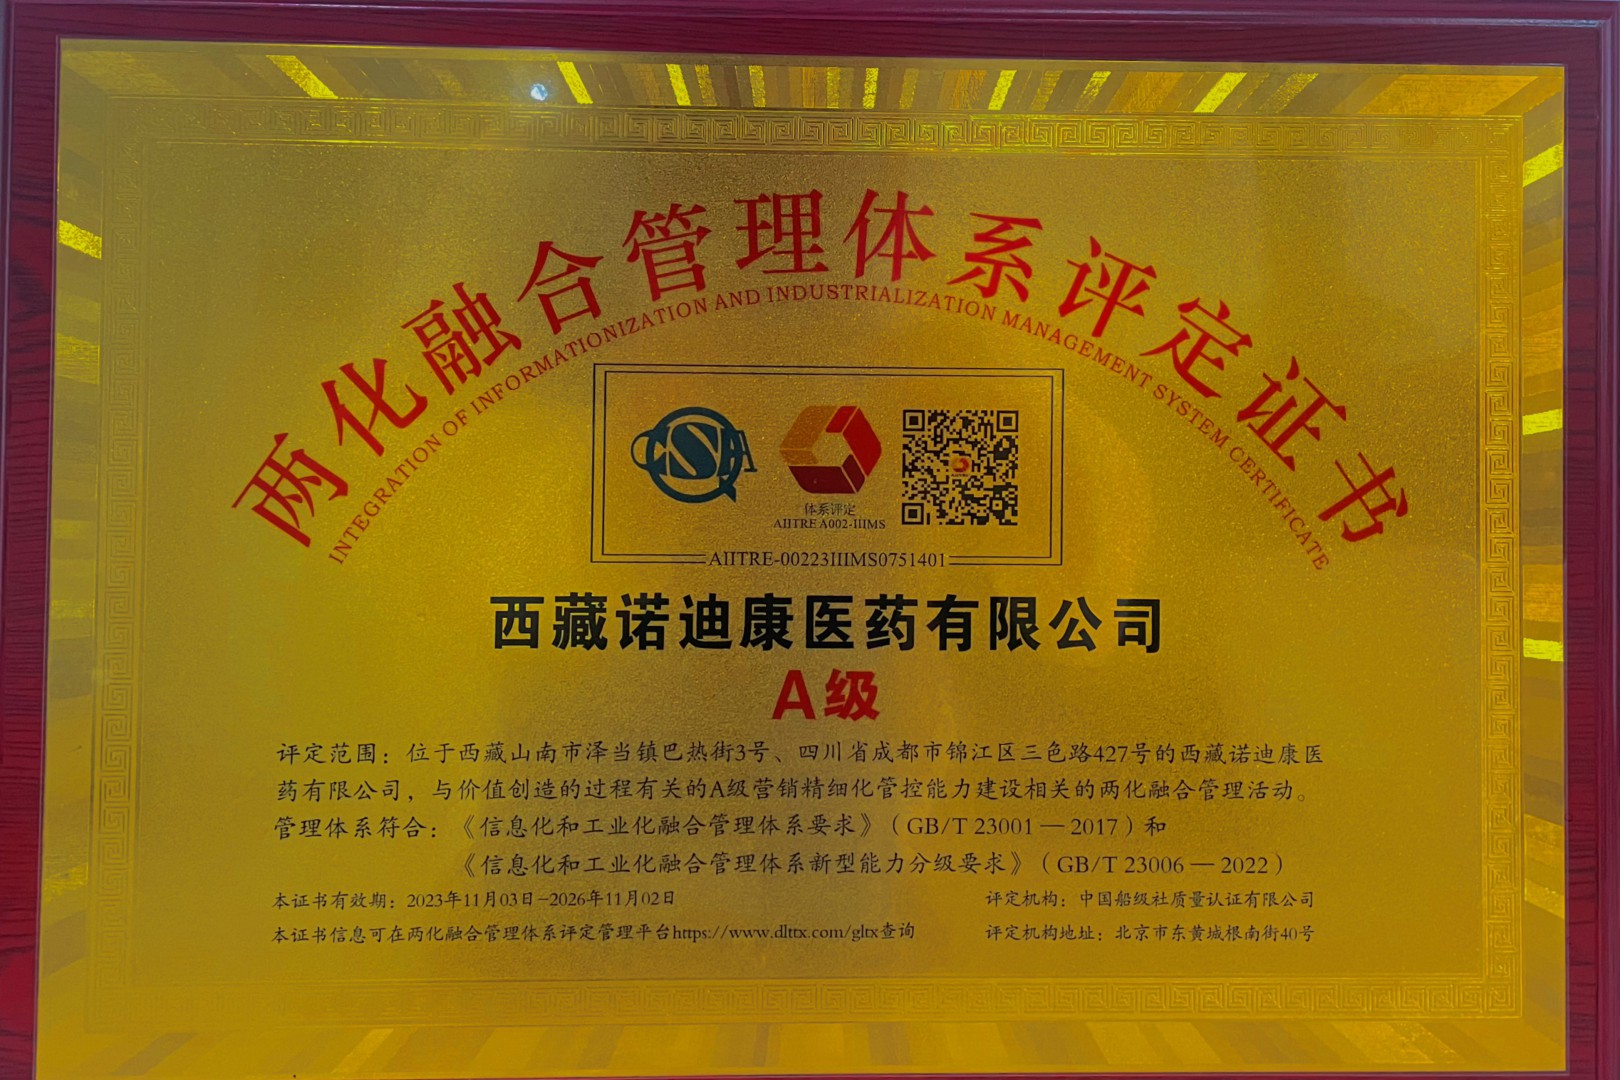 两化融合管理体系评定证书
INTEGRATION OF INFORMATIONIZATION AND INDUSTRIALIZATION MANAGEMENT SYSTEM CERTIFICATE
体系评定
AIITRE A002-IIIMS
AIITRE-00223IIIMS0751401
西藏诺迪康医药有限公司
A级
评定范围：位于西藏山南市泽当镇巴热街3号、四川省成都市锦江区三色路427号的西藏诺迪康医
药有限公司，与价值创造的过程有关的A级营销精细化管控能力建设相关的两化融合管理活动。
管理体系符合：《信息化和工业化融合管理体系要求》（GB/T 23001—2017）和
《信息化和工业化融合管理体系新型能力分级要求》（GB/T 23006—2022）
本证书有效期：2023年11月03日-2026年11月02日
评定机构：中国船级社质量认证有限公司
本证书信息可在两化融合管理体系评定管理平台https://www.dlttx.com/gltx查询
评定机构地址：北京市东黄城根南街40号